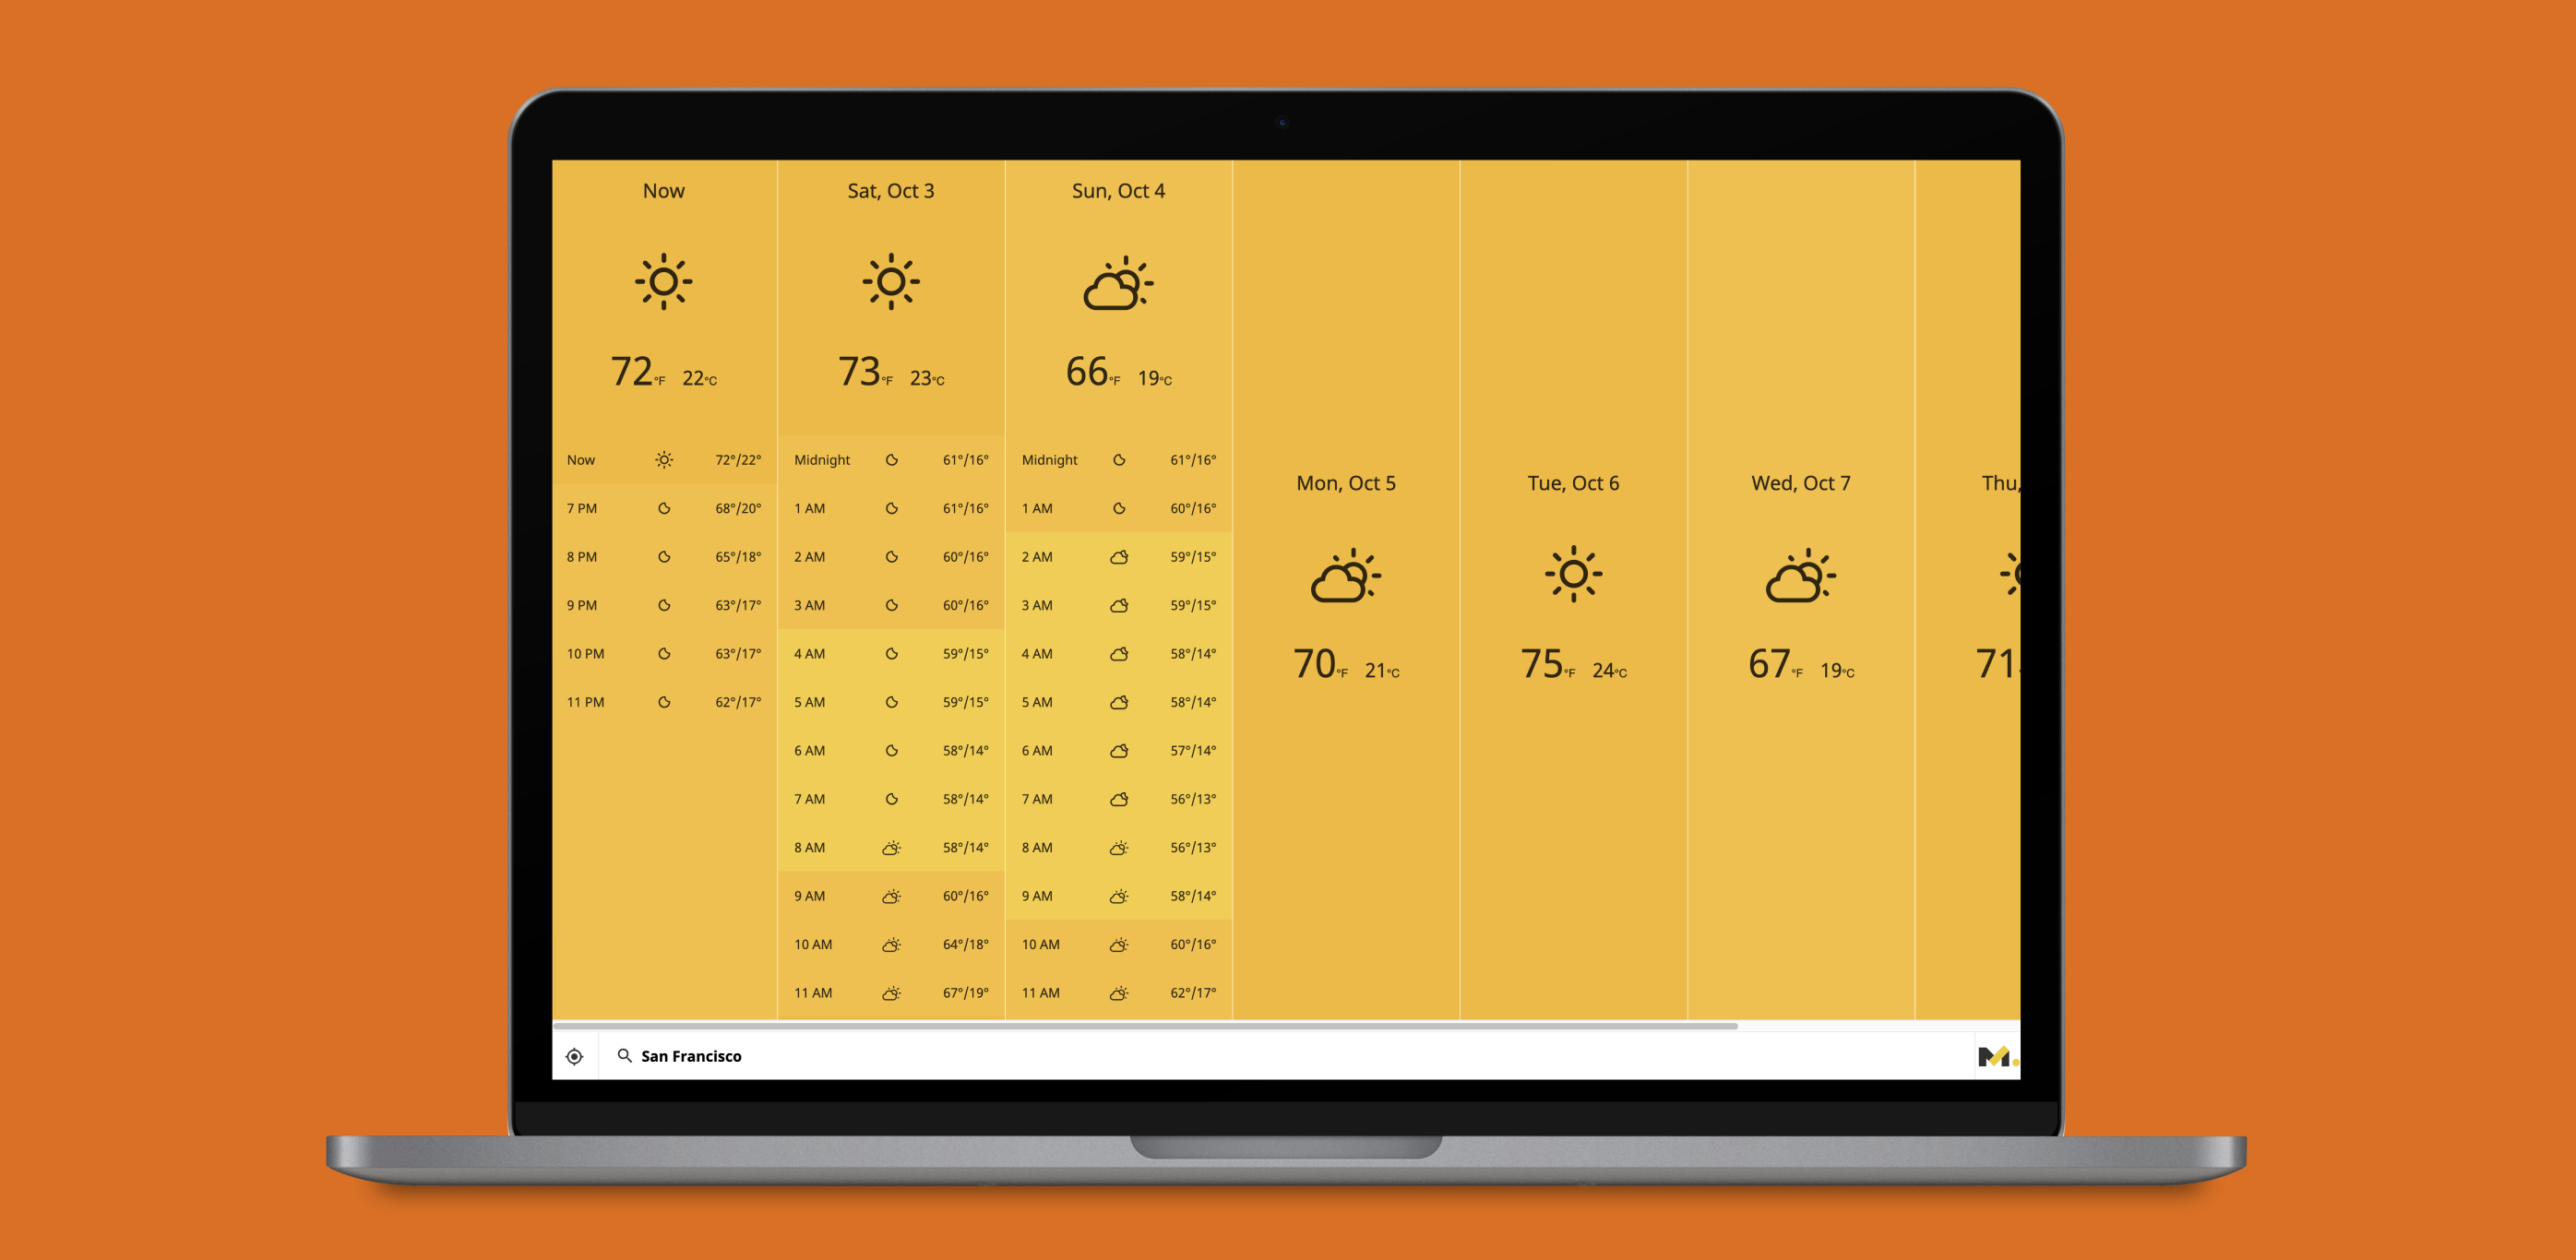 Now
72°F 22°C
Now 72°/22°
7 PM 68°/20°
8 PM 65°/18°
9 PM 63°/17°
10 PM 63°/17°
11 PM 62°/17°
Sat, Oct 3
73°F 23°C
Midnight 61°/16°
1 AM 61°/16°
2 AM 60°/16°
3 AM 60°/16°
4 AM 59°/15°
5 AM 59°/15°
6 AM 58°/14°
7 AM 58°/14°
8 AM 58°/14°
9 AM 60°/16°
10 AM 64°/18°
11 AM 67°/19°
Sun, Oct 4
66°F 19°C
Midnight 61°/16°
1 AM 60°/16°
2 AM 59°/15°
3 AM 59°/15°
4 AM 58°/14°
5 AM 58°/14°
6 AM 57°/14°
7 AM 56°/13°
8 AM 56°/13°
9 AM 58°/14°
10 AM 60°/16°
11 AM 62°/17°
Mon, Oct 5
70°F 21°C
Tue, Oct 6
75°F 24°C
Wed, Oct 7
67°F 19°C
Thu,
71
San Francisco
M.